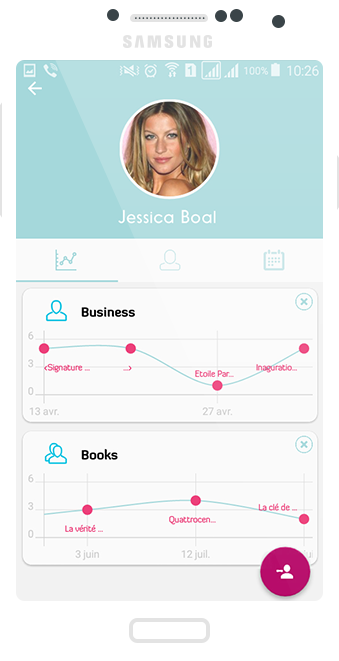 SAMSUNG
1 100% 10:26
Jessica Boal
Business
6
3
0
<Signature ...
...>
Etoile Par...
Inaguratio...
13 avr.
27 avr.
Books
6
3
0
La vérité ...
Quattrocen...
La clé de ...
3 juin
12 juil.